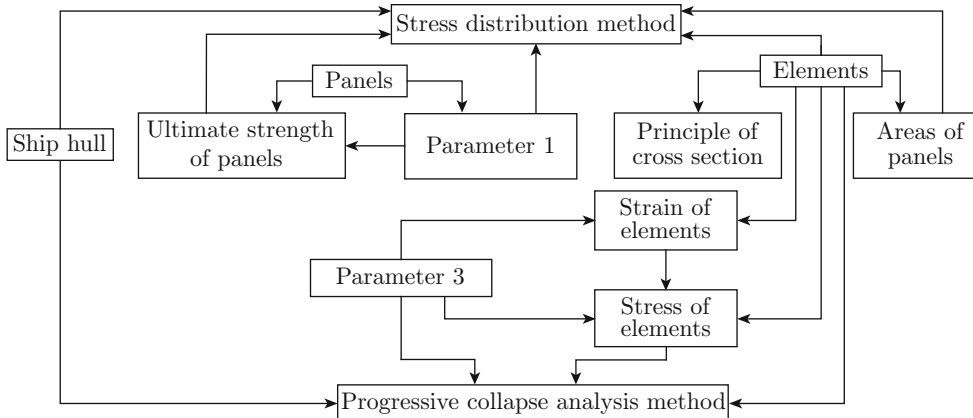 Stress distribution method
Panels
Elements
Ship hull
Ultimate strength
of panels
Parameter 1
Principle of
cross section
Areas of
panels
Strain of
elements
Parameter 3
Stress of
elements
Progressive collapse analysis method